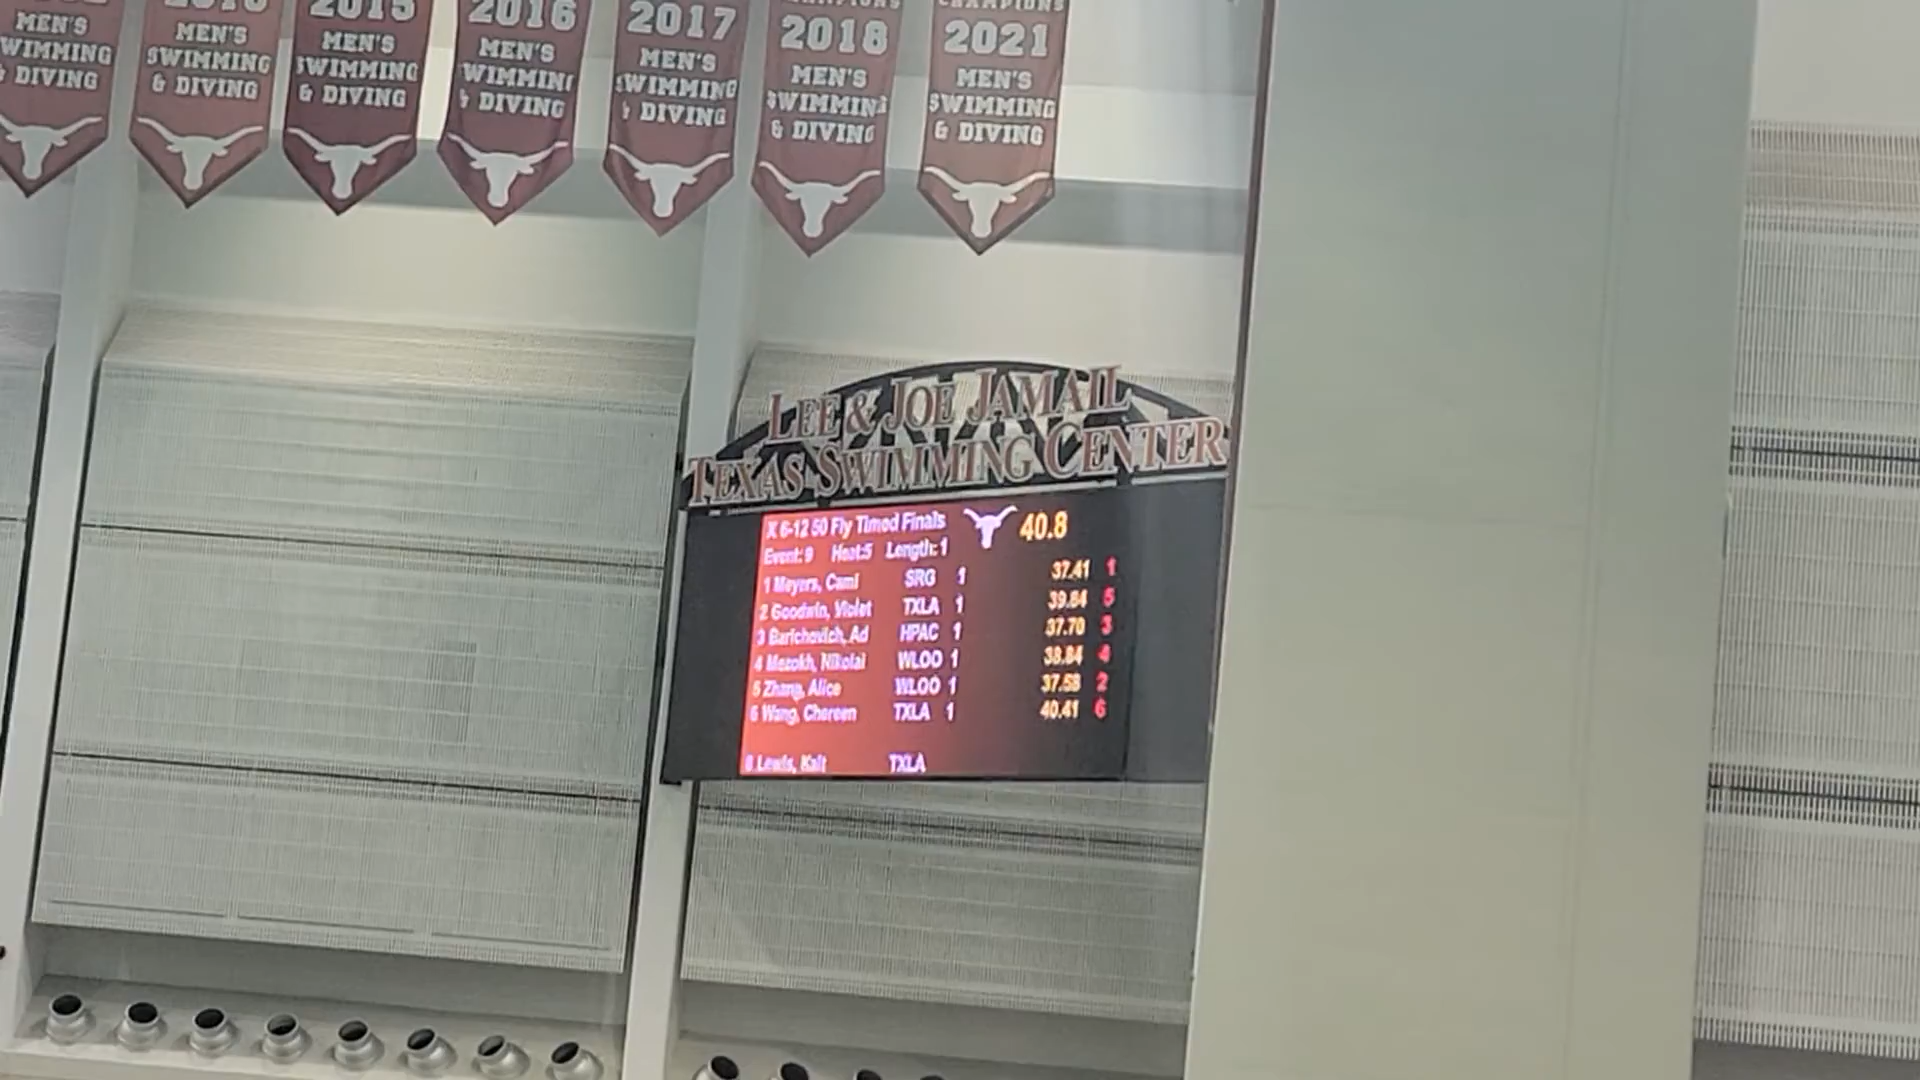 MEN'S
SWIMMING
& DIVING
MEN'S
SWIMMING
& DIVING
2015
MEN'S
SWIMMING
& DIVING
2016
MEN'S
SWIMMING
& DIVING
2017
MEN'S
SWIMMING
& DIVING
CHAMPIONS
2018
MEN'S
SWIMMING
& DIVING
CHAMPIONS
2021
MEN'S
SWIMMING
& DIVING
LEE & JOE JAMAIL
TEXAS SWIMMING CENTER
X 6-12 50 Fly Timed Finals 40.8
Event: 9 Heat:5 Length: 1
1 Meyers, Cami SRG 1 37.41 1
2 Goodwin, Violet TXLA 1 39.64 5
3 Barichovich, Ad HPAC 1 37.70 3
4 Mezokh, Nikolai WLOO 1 38.84 4
5 Zhang, Alice WLOO 1 37.58 2
6 Wang, Chereen TXLA 1 40.41 6
8 Lewis, Kait TXLA